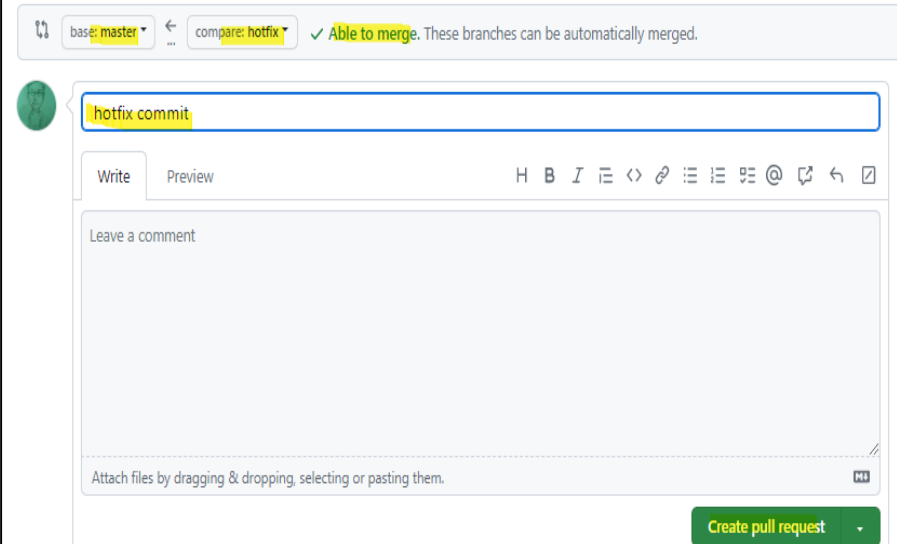 base: master compare: hotfix Able to merge. These branches can be automatically merged.
hotfix commit
Write Preview
Leave a comment
Attach files by dragging & dropping, selecting or pasting them.
Create pull request